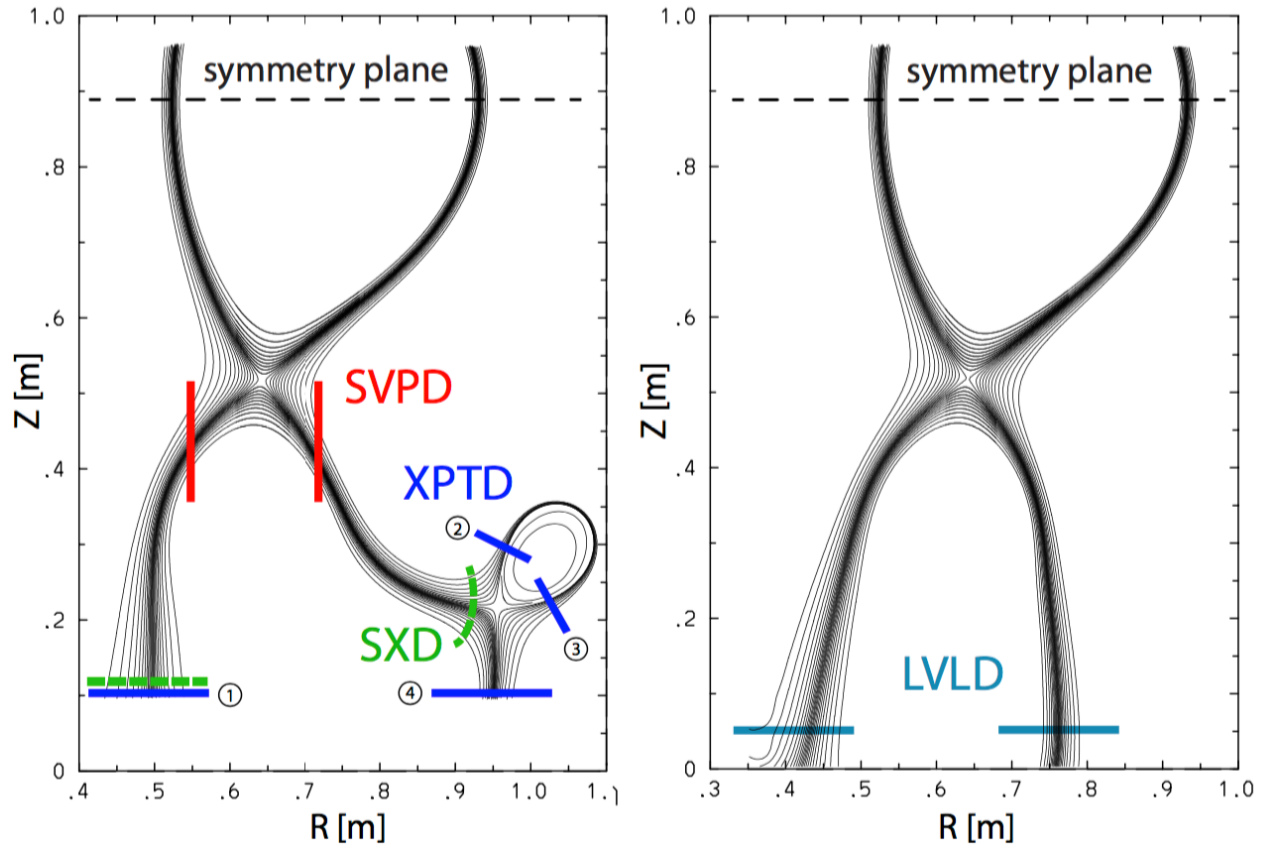 1.0
symmetry plane
.8
.6
SVPD
Z [m]
.4
XPTD
②
.2
SXD
③
①
④
0
.4 .5 .6 .7 .8 .9 1.0 1.1
R [m]
1.0
symmetry plane
.8
.6
Z [m]
.4
.2
LVLD
0
.3 .4 .5 .6 .7 .8 .9 1.0
R [m]